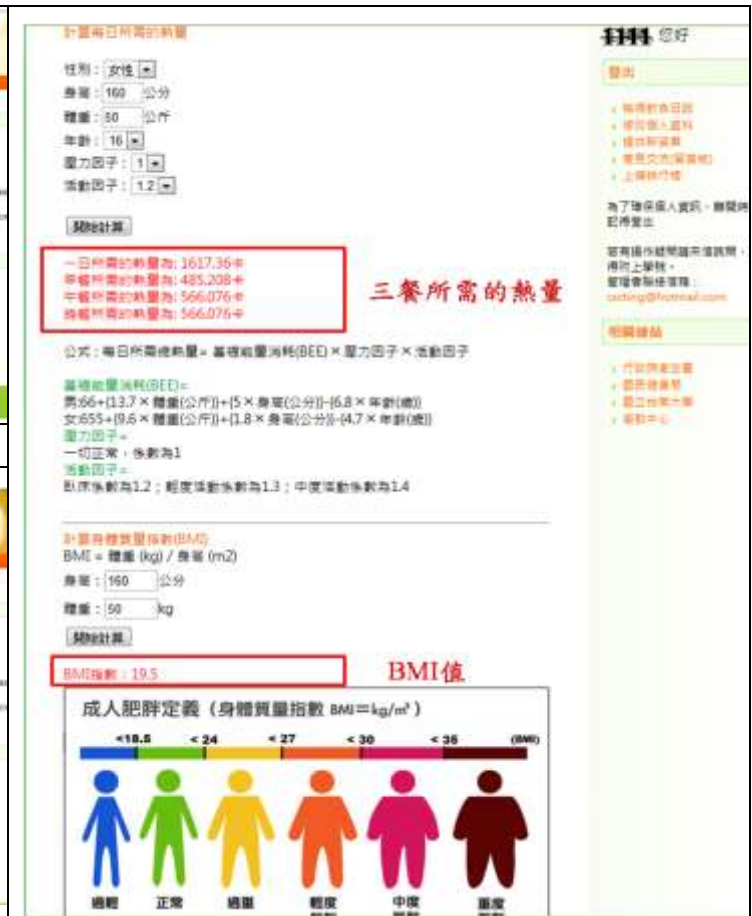 計算每日所需的熱量
性別：女性
身高：160 公分
體重：50 公斤
年齡：16
壓力因子：1
活動因子：1.2
開始計算
一日所需的熱量為: 1617.36卡
早餐所需的熱量為: 485.208卡
午餐所需的熱量為: 566.076卡
晚餐所需的熱量為: 566.076卡
三餐所需的熱量
公式：每日所需總熱量= 基礎能量消耗(BEE) × 壓力因子 × 活動因子
基礎能量消耗(BEE)=
男:66+(13.7 × 體重(公斤))+(5 × 身高(公分))-(6.8 × 年齡(歲))
女:655+(9.6 × 體重(公斤))+(1.8 × 身高(公分))-(4.7 × 年齡(歲))
壓力因子=
一切正常，係數為1
活動因子=
臥床係數為1.2；輕度活動係數為1.3；中度活動係數為1.4
計算身體質量指數(BMI)
BMI = 體重 (kg) / 身高 (m2)
身高：160 公分
體重：50 kg
開始計算
BMI指數：19.5
BMI值
成人肥胖定義（身體質量指數 BMI＝kg/m²）
<18.5 < 24 < 27 < 30 < 35 (BMI)
過輕 正常 過重 輕度 中度 重度
您好
登出
相關連結